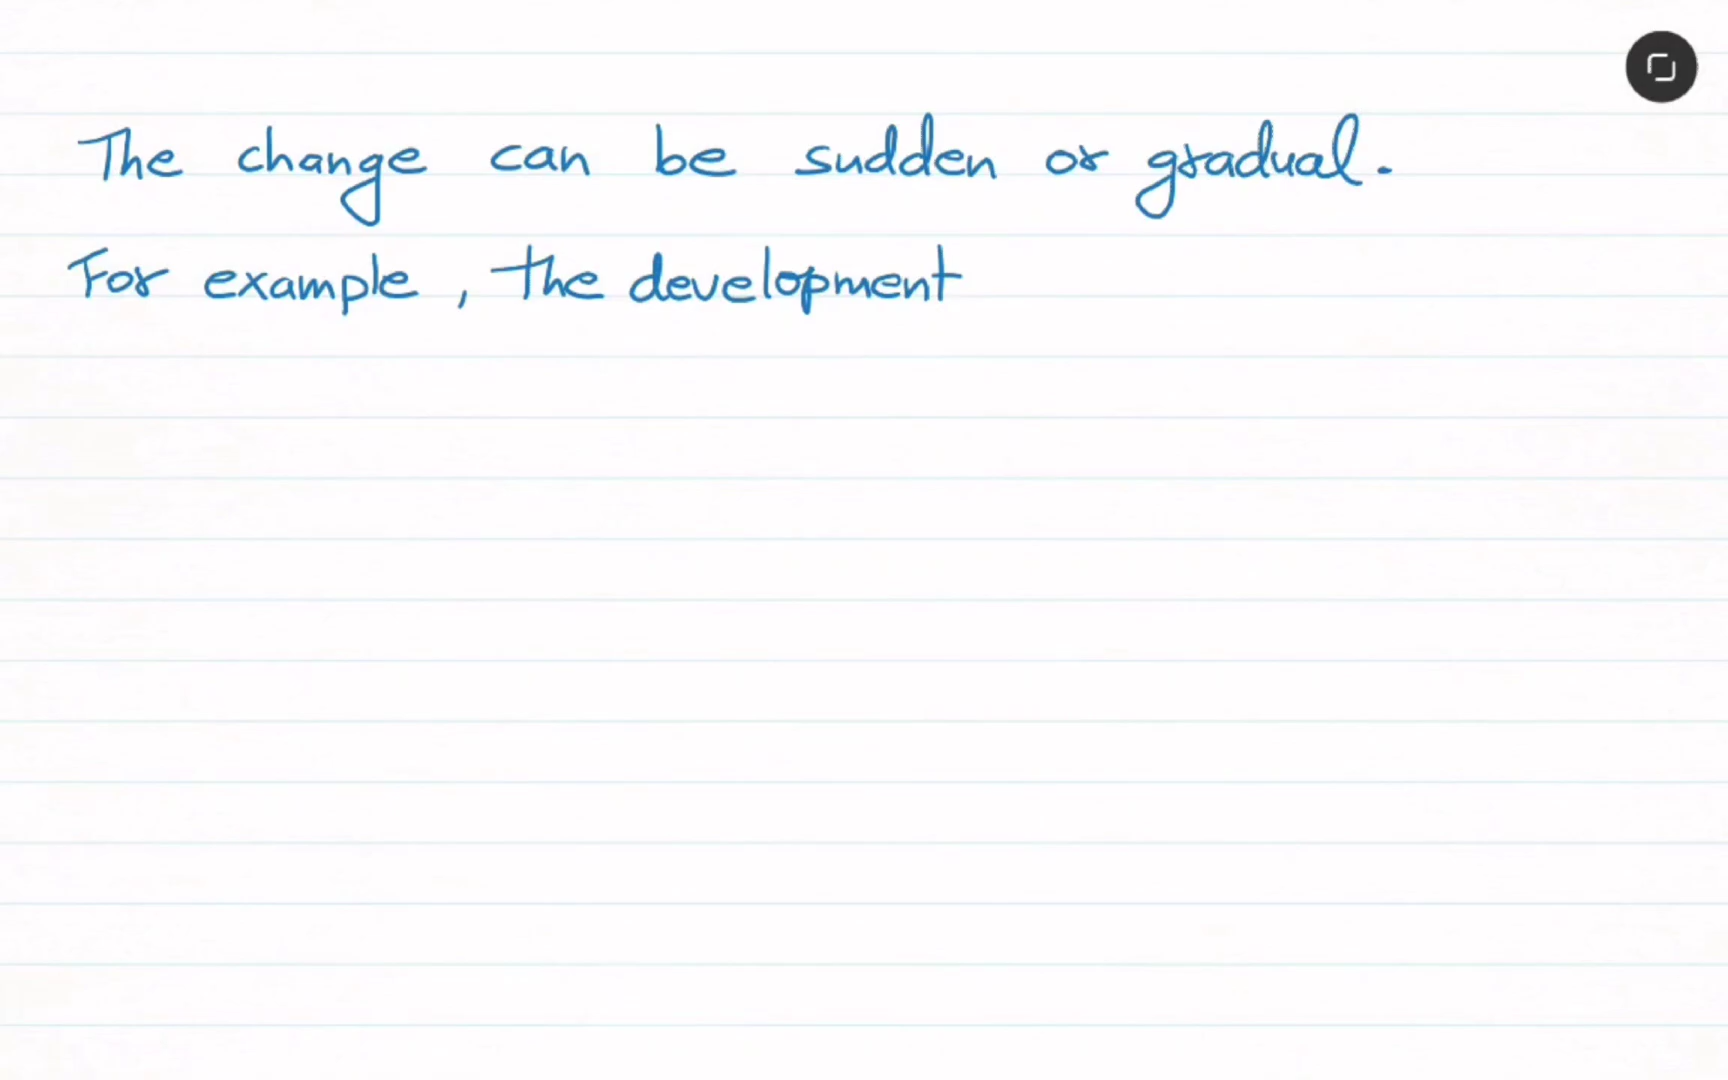 The change can be sudden or gradual.
For example, the development